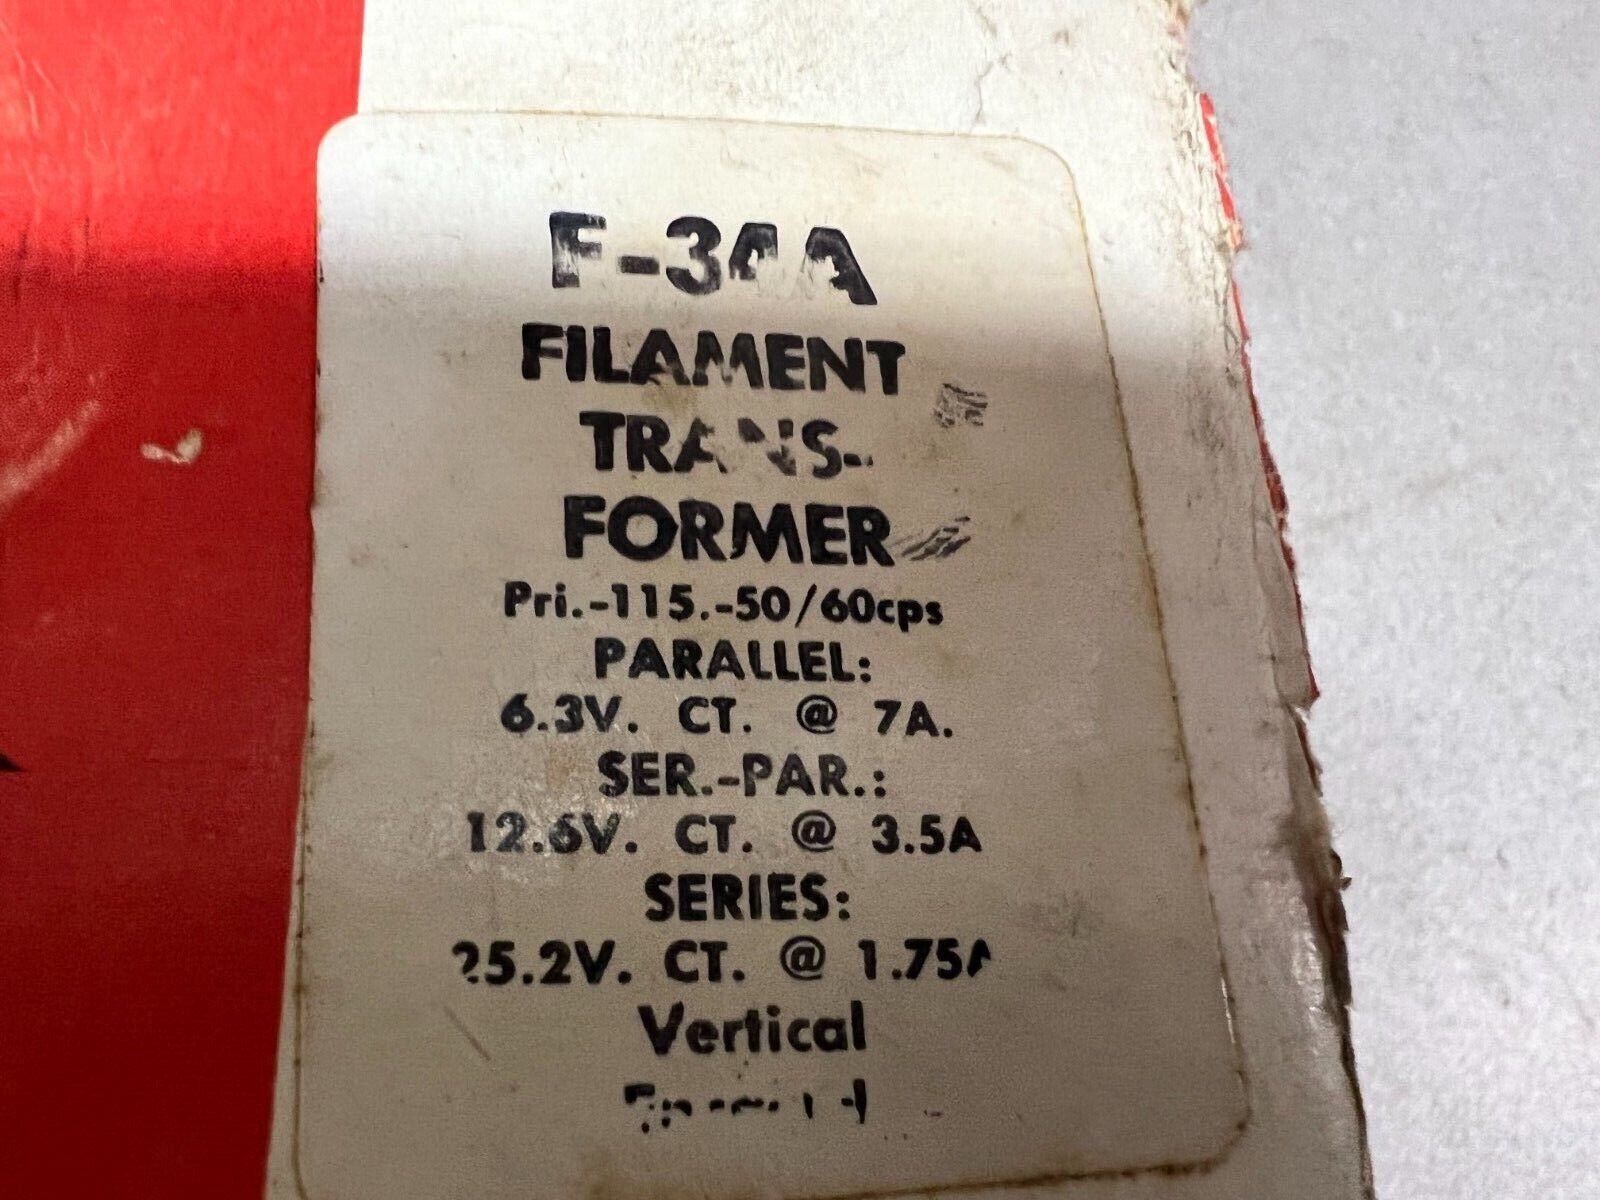 F-34A
FILAMENT
TRANS-
FORMER
Pri.-115.-50/60cps
PARALLEL:
6.3V. CT. @ 7A.
SER.-PAR.:
12.6V. CT. @ 3.5A
SERIES:
25.2V. CT. @ 1.75A
Vertical